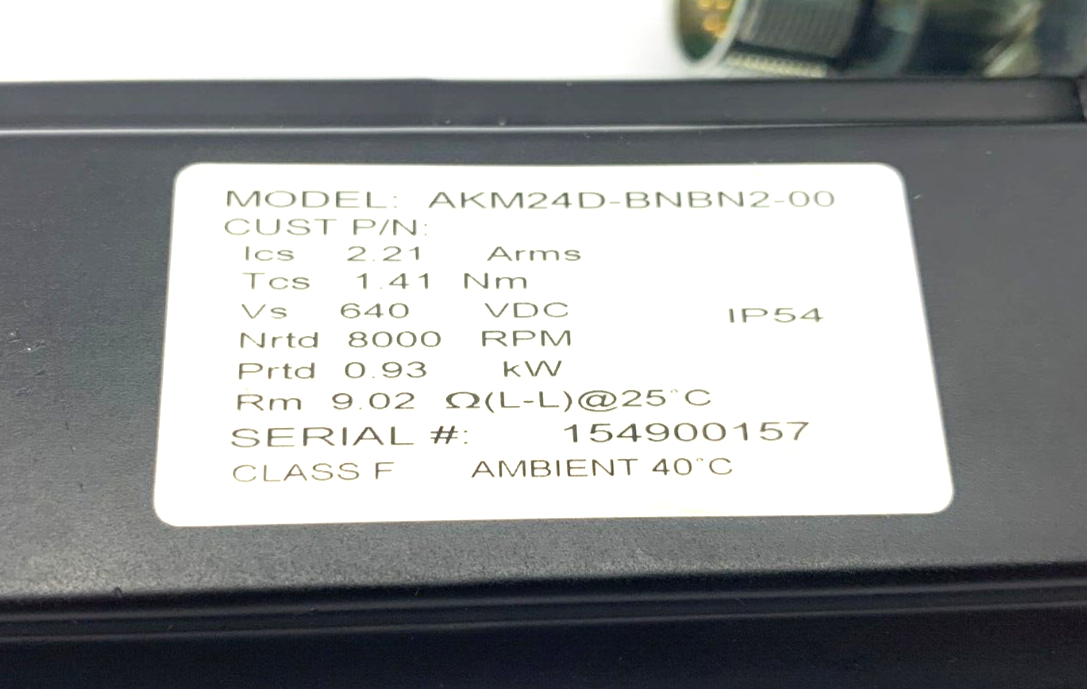 MODEL: AKM24D-BNBN2-00
CUST P/N:
Ics 2.21 Arms
Tcs 1.41 Nm
Vs 640 VDC IP54
Nrtd 8000 RPM
Prtd 0.93 kW
Rm 9.02 Ω(L-L)@25°C
SERIAL #: 154900157
CLASS F AMBIENT 40°C